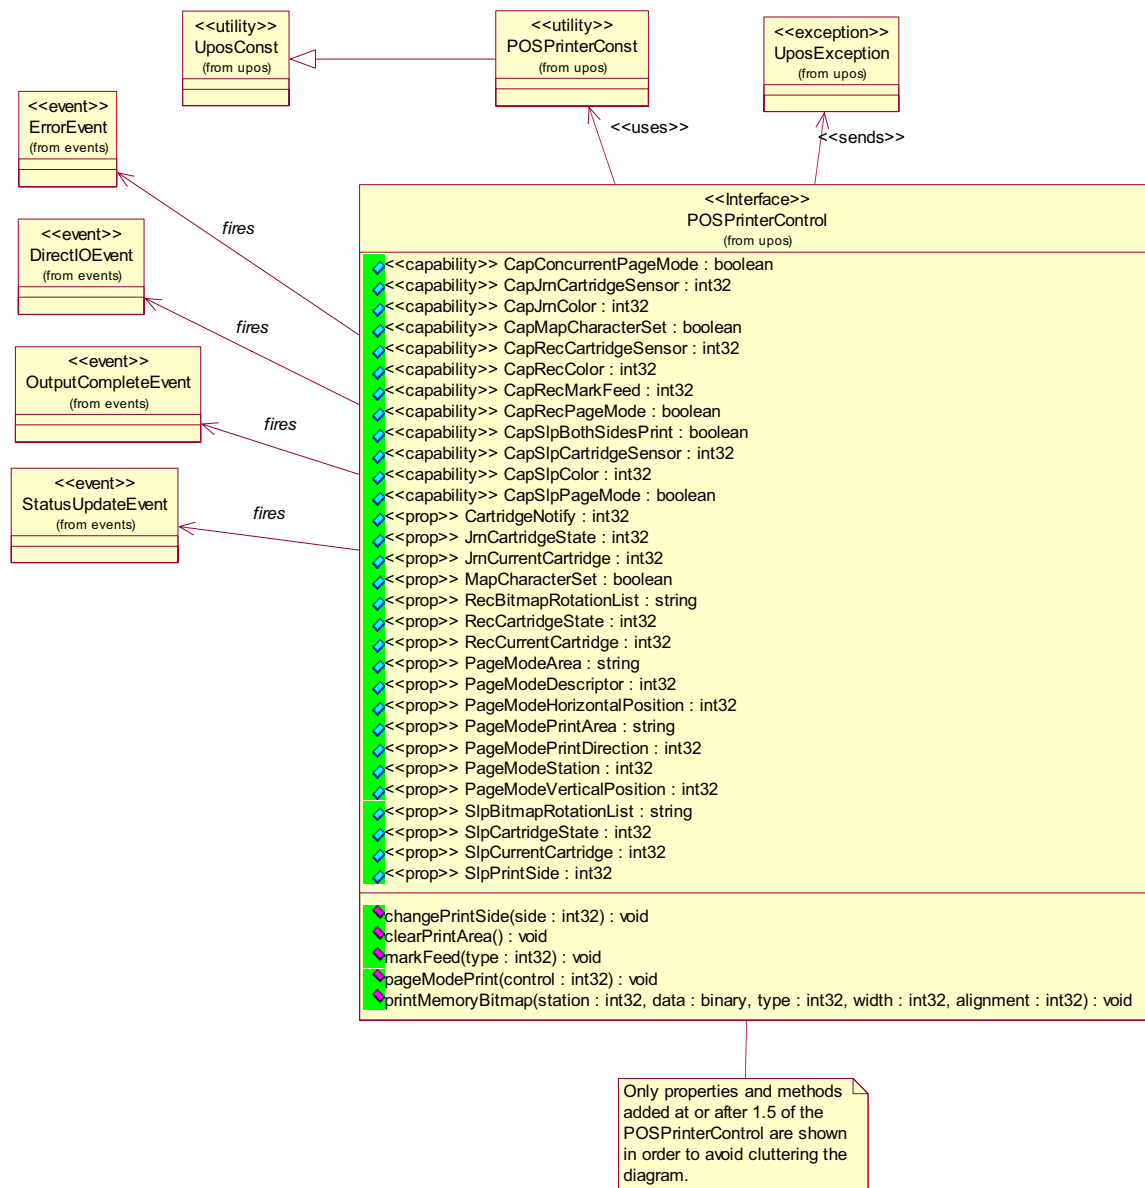 <<utility>>
UposConst
(from upos)
<<utility>>
POSPrinterConst
(from upos)
<<exception>>
UposException
(from upos)
<<uses>>
<<sends>>
<<event>>
ErrorEvent
(from events)
<<event>>
DirectIOEvent
(from events)
<<event>>
OutputCompleteEvent
(from events)
<<event>>
StatusUpdateEvent
(from events)
fires
fires
fires
fires
<<Interface>>
POSPrinterControl
(from upos)
<<capability>> CapConcurrentPageMode : boolean
<<capability>> CapJrnCartridgeSensor : int32
<<capability>> CapJrnColor : int32
<<capability>> CapMapCharacterSet : boolean
<<capability>> CapRecCartridgeSensor : int32
<<capability>> CapRecColor : int32
<<capability>> CapRecMarkFeed : int32
<<capability>> CapRecPageMode : boolean
<<capability>> CapSlpBothSidesPrint : boolean
<<capability>> CapSlpCartridgeSensor : int32
<<capability>> CapSlpColor : int32
<<capability>> CapSlpPageMode : boolean
<<prop>> CartridgeNotify : int32
<<prop>> JrnCartridgeState : int32
<<prop>> JrnCurrentCartridge : int32
<<prop>> MapCharacterSet : boolean
<<prop>> RecBitmapRotationList : string
<<prop>> RecCartridgeState : int32
<<prop>> RecCurrentCartridge : int32
<<prop>> PageModeArea : string
<<prop>> PageModeDescriptor : int32
<<prop>> PageModeHorizontalPosition : int32
<<prop>> PageModePrintArea : string
<<prop>> PageModePrintDirection : int32
<<prop>> PageModeStation : int32
<<prop>> PageModeVerticalPosition : int32
<<prop>> SlpBitmapRotationList : string
<<prop>> SlpCartridgeState : int32
<<prop>> SlpCurrentCartridge : int32
<<prop>> SlpPrintSide : int32
changePrintSide(side : int32) : void
clearPrintArea() : void
markFeed(type : int32) : void
pageModePrint(control : int32) : void
printMemoryBitmap(station : int32, data : binary, type : int32, width : int32, alignment : int32) : void
Only properties and methods
added at or after 1.5 of the
POSPrinterControl are shown
in order to avoid cluttering the
diagram.